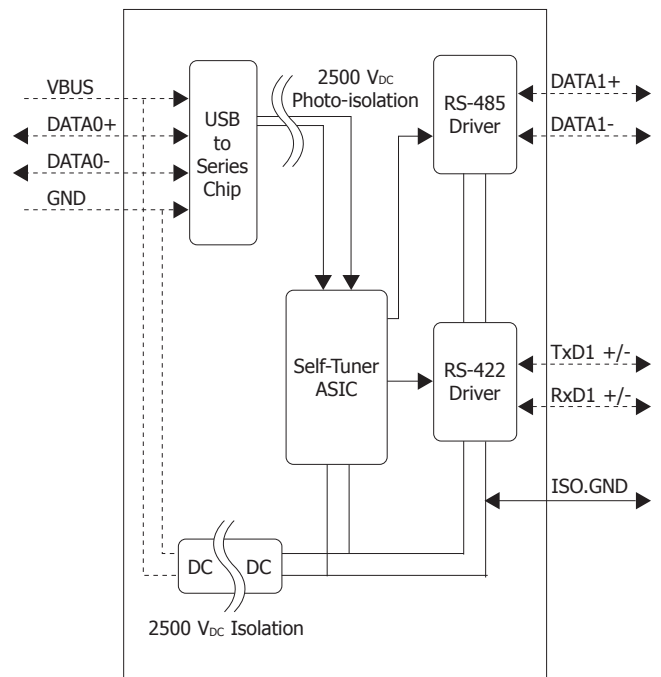 VBUS
DATA0+
DATA0-
GND
USB
to
Series
Chip
2500 VDC
Photo-isolation
RS-485
Driver
DATA1+
DATA1-
Self-Tuner
ASIC
RS-422
Driver
TxD1 +/-
RxD1 +/-
ISO.GND
DC
DC
2500 VDC Isolation